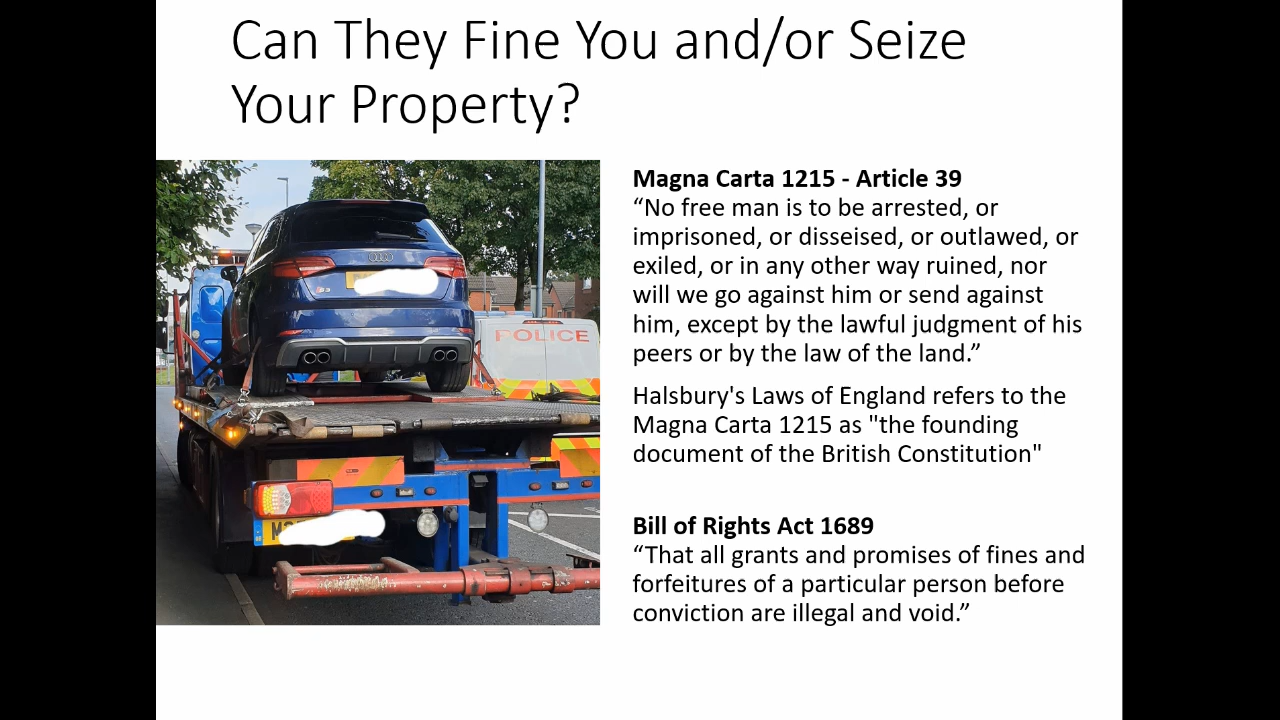 Can They Fine You and/or Seize
Your Property?
Magna Carta 1215 - Article 39
“No free man is to be arrested, or
imprisoned, or disseised, or outlawed, or
exiled, or in any other way ruined, nor
will we go against him or send against
him, except by the lawful judgment of his
peers or by the law of the land.”
Halsbury's Laws of England refers to the
Magna Carta 1215 as "the founding
document of the British Constitution"
Bill of Rights Act 1689
“That all grants and promises of fines and
forfeitures of a particular person before
conviction are illegal and void.”
S3
POLICE